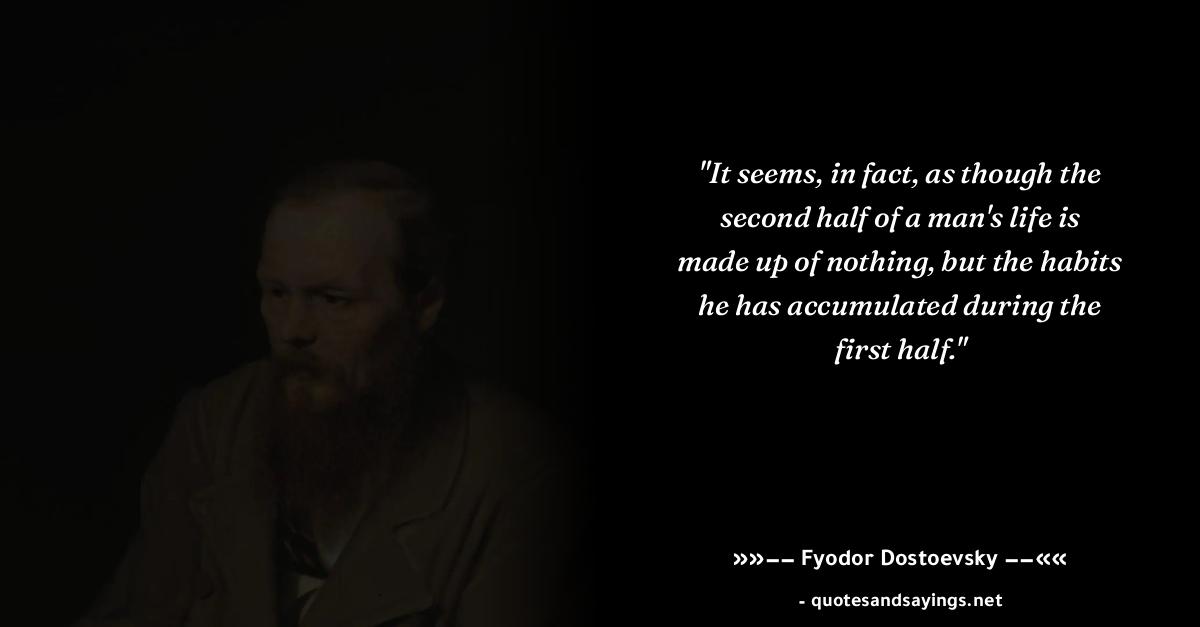 "It seems, in fact, as though the
second half of a man's life is
made up of nothing, but the habits
he has accumulated during the
first half."
»»–– Fyodor Dostoevsky ––««
- quotesandsayings.net